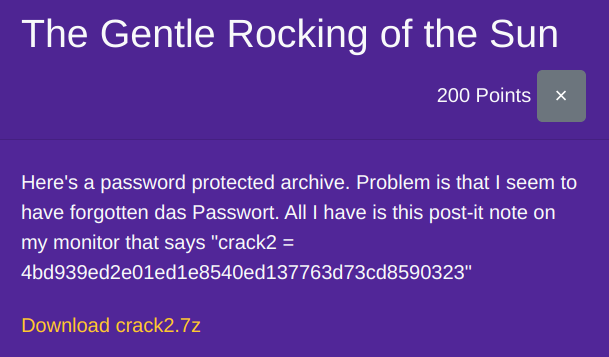 The Gentle Rocking of the Sun
200 Points ×
Here's a password protected archive. Problem is that I seem to
have forgotten das Passwort. All I have is this post-it note on
my monitor that says "crack2 =
4bd939ed2e01ed1e8540ed137763d73cd8590323"
Download crack2.7z